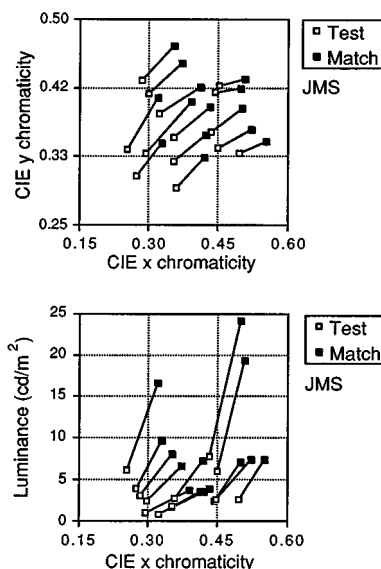 0.50
0.42
0.33
0.25
CIE y chromaticity
0.15 0.30 0.45 0.60
CIE x chromaticity
Test
Match
JMS
25
20
15
10
5
0
Luminance (cd/m²)
0.15 0.30 0.45 0.60
CIE x chromaticity
Test
Match
JMS